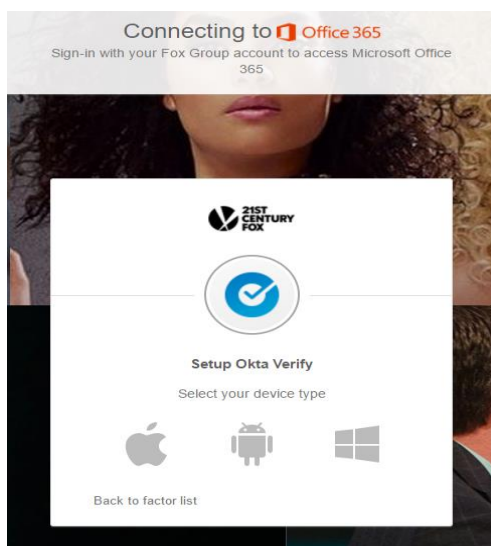 Connecting to Office 365
Sign-in with your Fox Group account to access Microsoft Office
365
21ST
CENTURY
FOX
Setup Okta Verify
Select your device type
Back to factor list